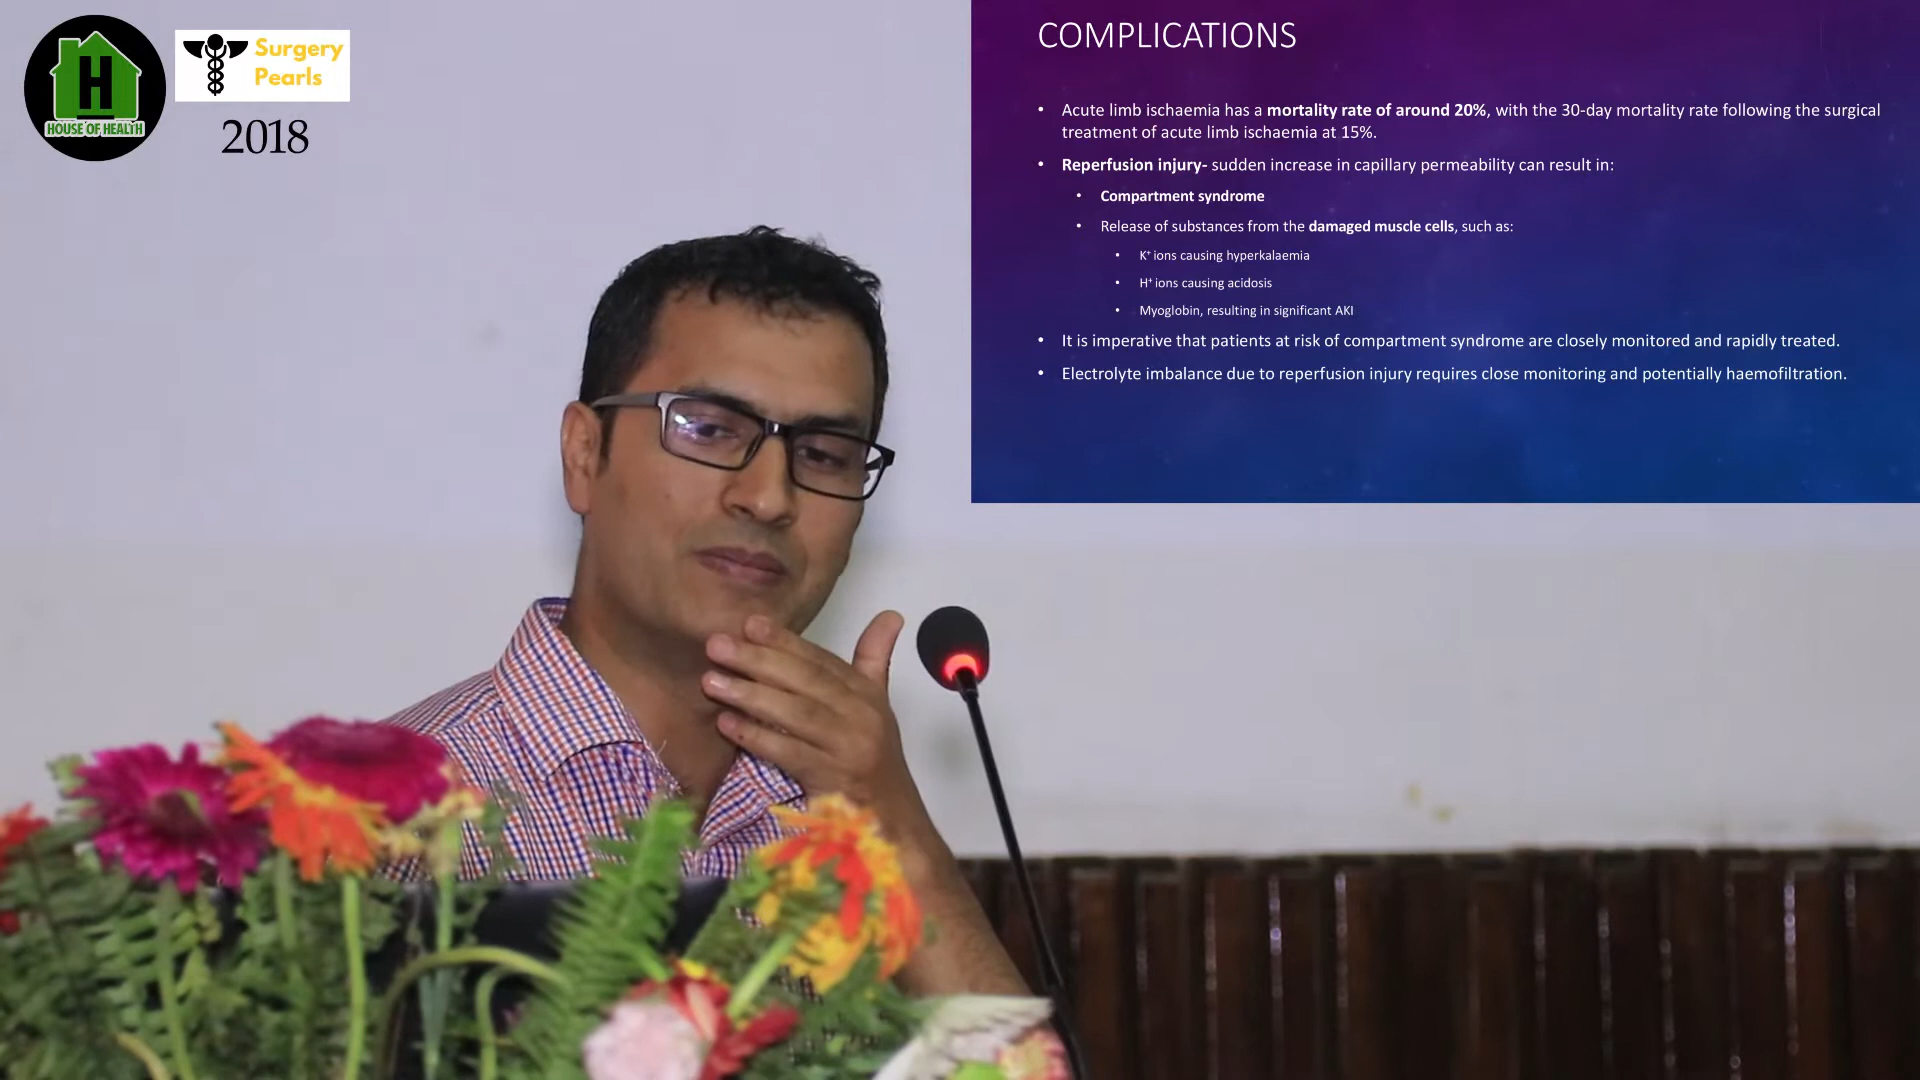 H
HOUSE OF HEALTH
Surgery
Pearls
2018
COMPLICATIONS
• Acute limb ischaemia has a mortality rate of around 20%, with the 30-day mortality rate following the surgical
treatment of acute limb ischaemia at 15%.
• Reperfusion injury- sudden increase in capillary permeability can result in:
• Compartment syndrome
• Release of substances from the damaged muscle cells, such as:
• K⁺ ions causing hyperkalaemia
• H⁺ ions causing acidosis
• Myoglobin, resulting in significant AKI
• It is imperative that patients at risk of compartment syndrome are closely monitored and rapidly treated.
• Electrolyte imbalance due to reperfusion injury requires close monitoring and potentially haemofiltration.